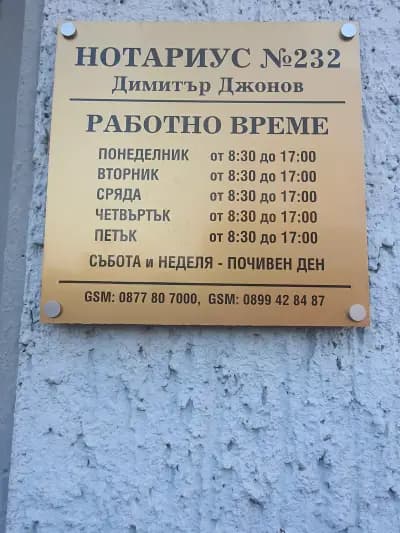 НОТАРИУС №232
Димитър Джонов
РАБОТНО ВРЕМЕ
ПОНЕДЕЛНИК от 8:30 до 17:00
ВТОРНИК от 8:30 до 17:00
СРЯДА от 8:30 до 17:00
ЧЕТВЪРТЪК от 8:30 до 17:00
ПЕТЪК от 8:30 до 17:00
СЪБОТА и НЕДЕЛЯ - ПОЧИВЕН ДЕН
GSM: 0877 80 7000, GSM: 0899 42 84 87